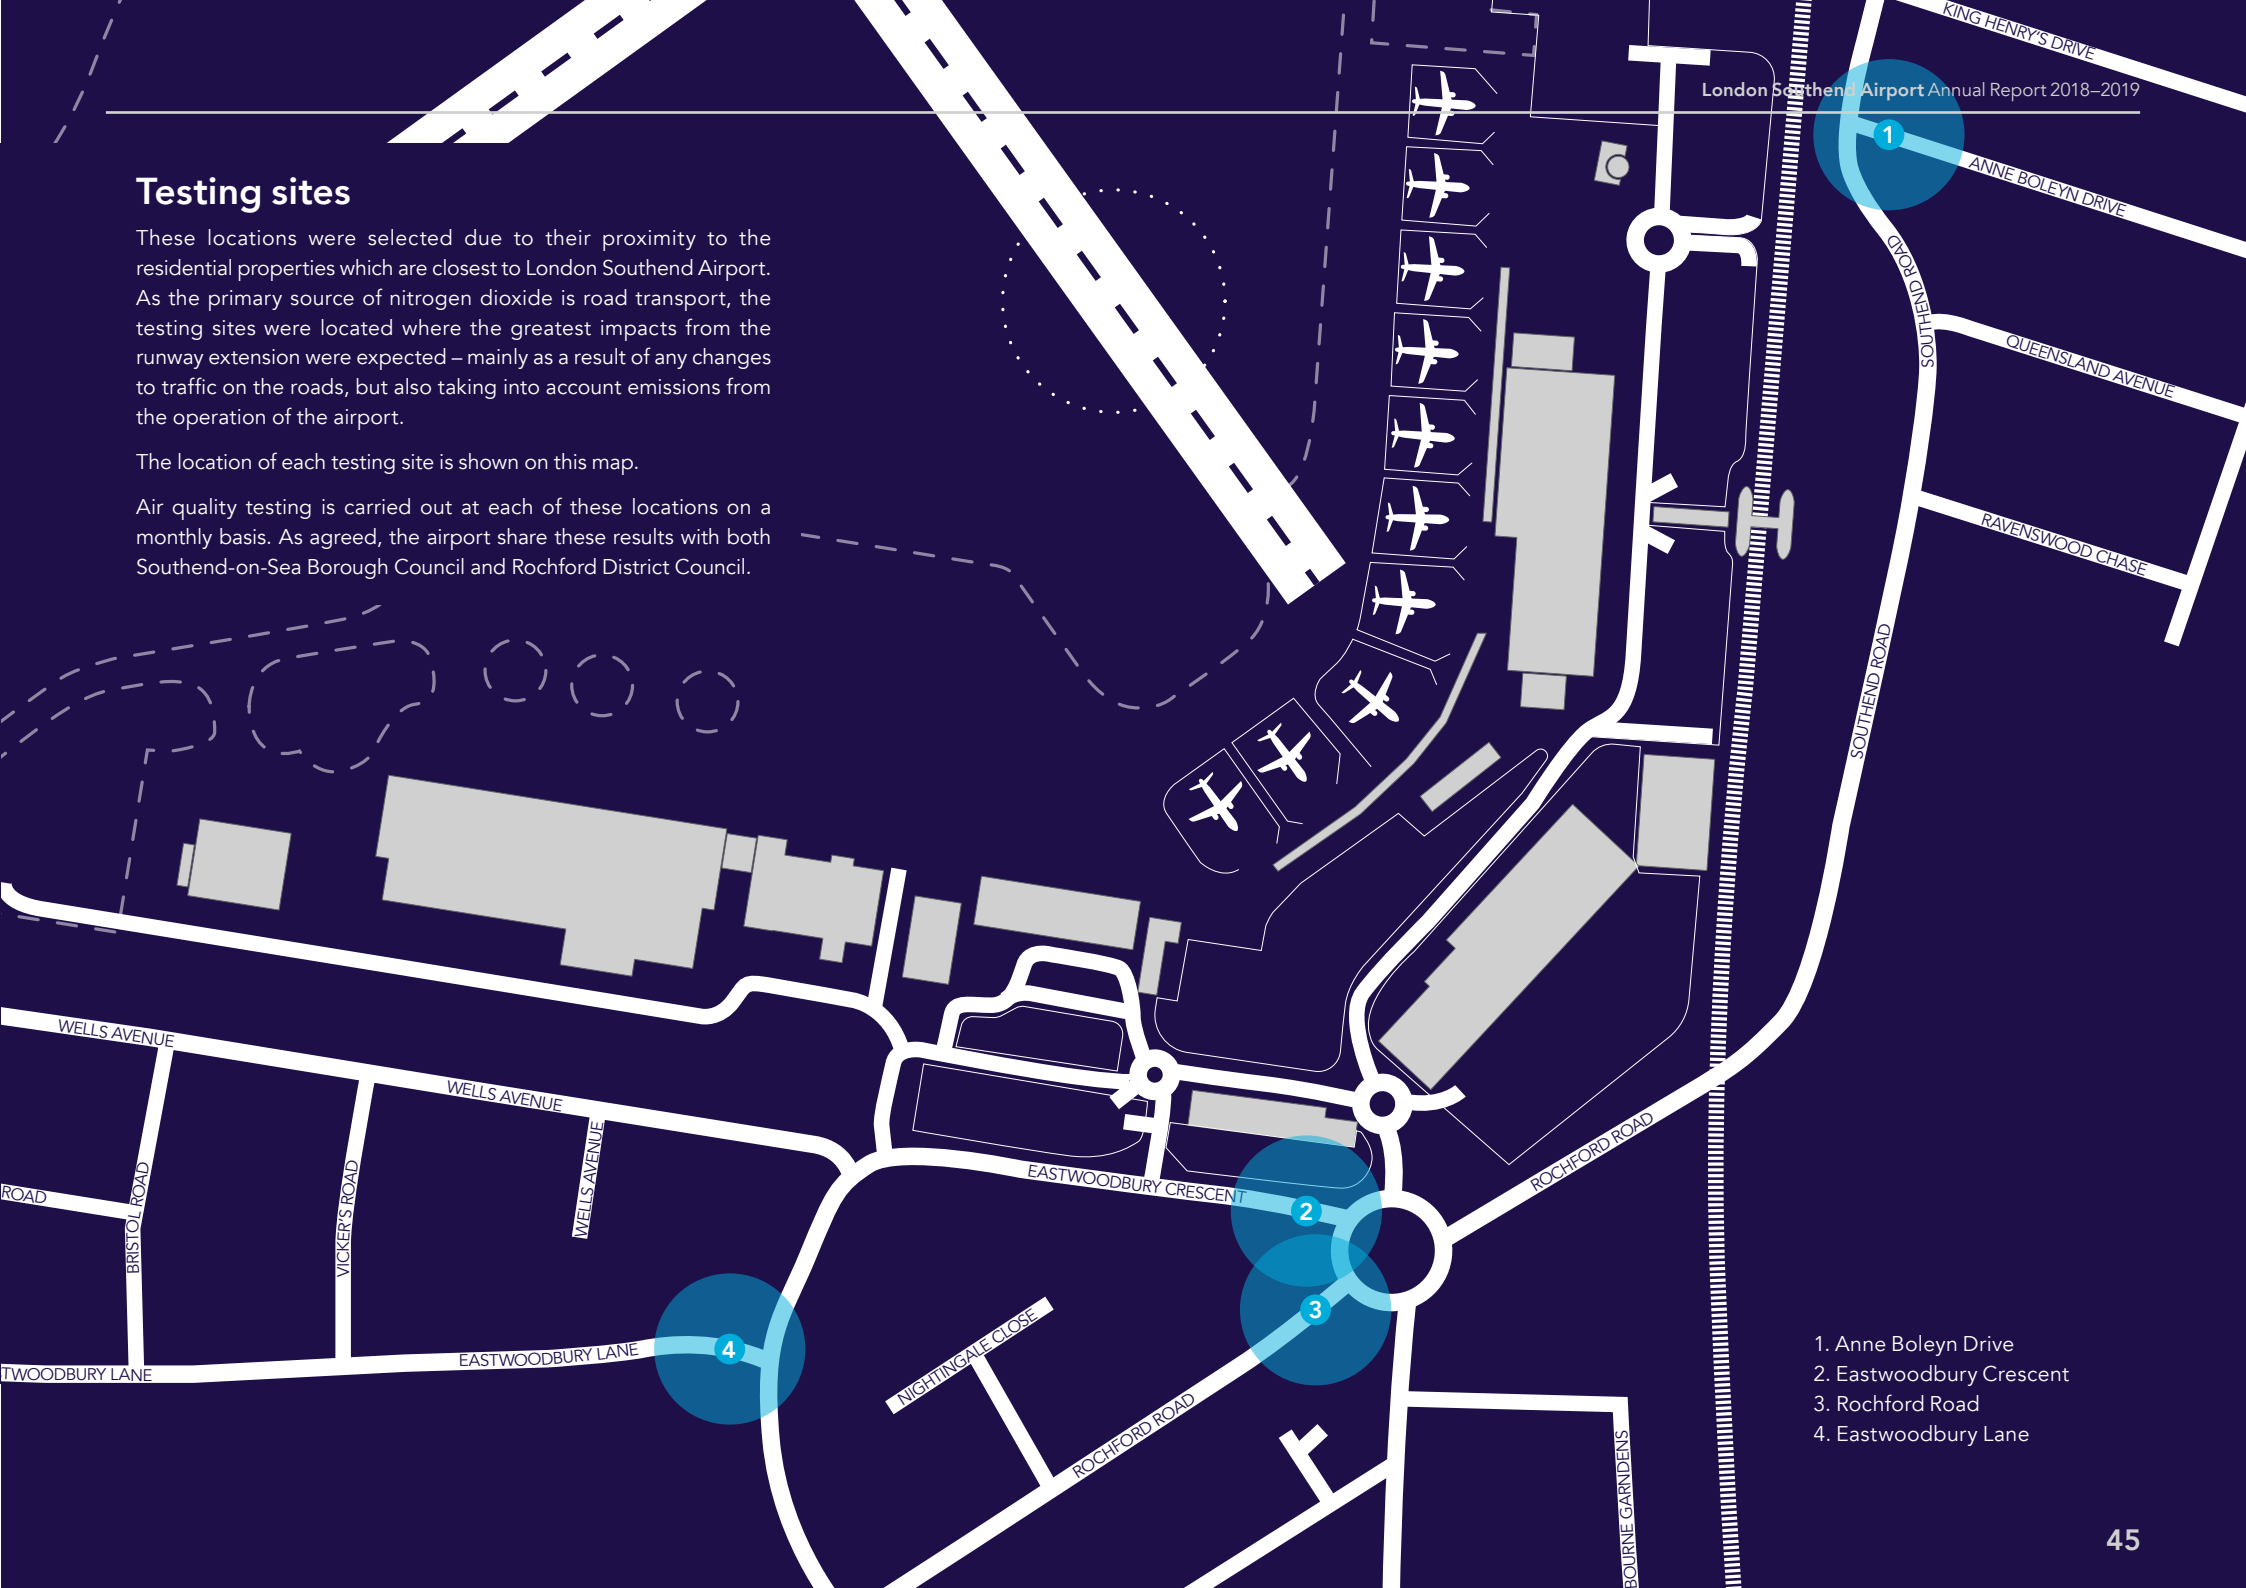 London Southend Airport Annual Report 2018–2019
Testing sites
These locations were selected due to their proximity to the
residential properties which are closest to London Southend Airport.
As the primary source of nitrogen dioxide is road transport, the
testing sites were located where the greatest impacts from the
runway extension were expected – mainly as a result of any changes
to traffic on the roads, but also taking into account emissions from
the operation of the airport.
The location of each testing site is shown on this map.
Air quality testing is carried out at each of these locations on a
monthly basis. As agreed, the airport share these results with both
Southend-on-Sea Borough Council and Rochford District Council.
KING HENRY'S DRIVE
1
ANNE BOLEYN DRIVE
SOUTHEND ROAD
QUEENSLAND AVENUE
RAVENSWOOD CHASE
SOUTHEND ROAD
WELLS AVENUE
WELLS AVENUE
WELLS AVENUE
ROAD
BRISTOL ROAD
VICKER'S ROAD
EASTWOODBURY CRESCENT
ROCHFORD ROAD
2
3
4
EASTWOODBURY LANE
TWOODBURY LANE
NIGHTINGALE CLOSE
ROCHFORD ROAD
BOURNE GARNDENS
1. Anne Boleyn Drive
2. Eastwoodbury Crescent
3. Rochford Road
4. Eastwoodbury Lane
45